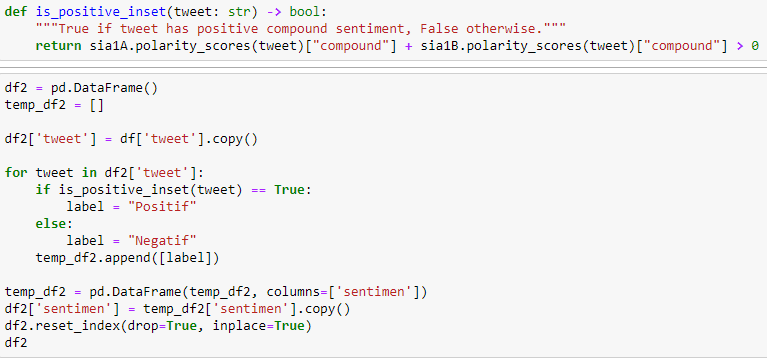 def is_positive_inset(tweet: str) -> bool:
    """True if tweet has positive compound sentiment, False otherwise."""
    return sia1A.polarity_scores(tweet)["compound"] + sia1B.polarity_scores(tweet)["compound"] > 0
df2 = pd.DataFrame()
temp_df2 = []

df2['tweet'] = df['tweet'].copy()

for tweet in df2['tweet']:
    if is_positive_inset(tweet) == True:
        label = "Positif"
    else:
        label = "Negatif"
    temp_df2.append([label])

temp_df2 = pd.DataFrame(temp_df2, columns=['sentimen'])
df2['sentimen'] = temp_df2['sentimen'].copy()
df2.reset_index(drop=True, inplace=True)
df2